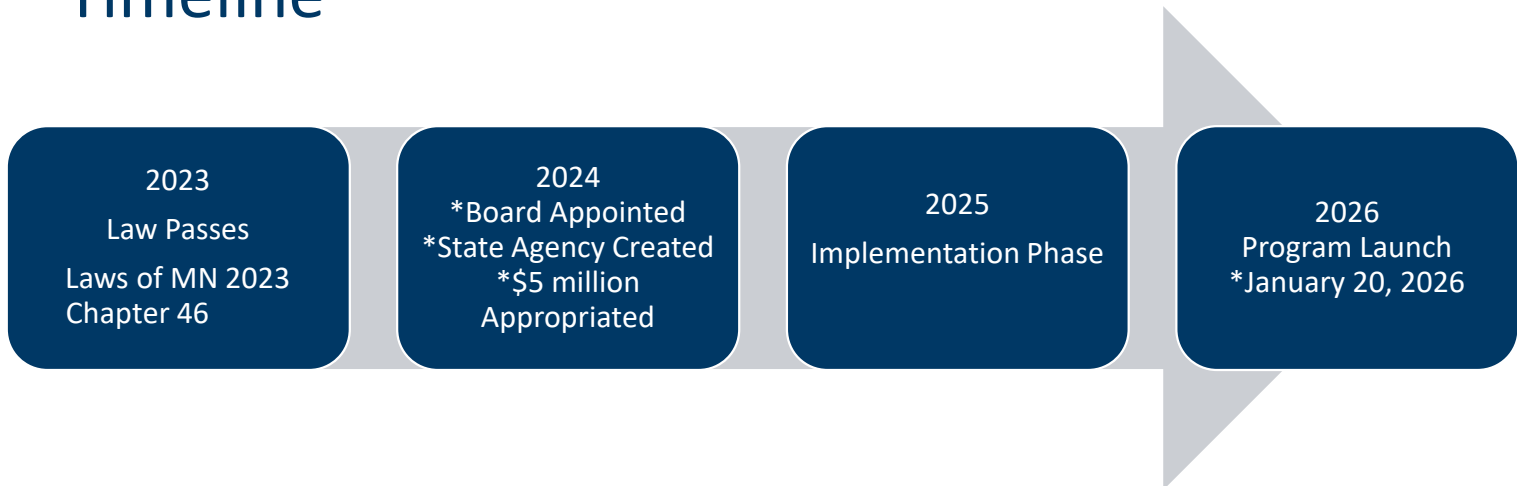 Timeline
2023
Law Passes
Laws of MN 2023
Chapter 46
2024
*Board Appointed
*State Agency Created
*$5 million
Appropriated
2025
Implementation Phase
2026
Program Launch
*January 20, 2026